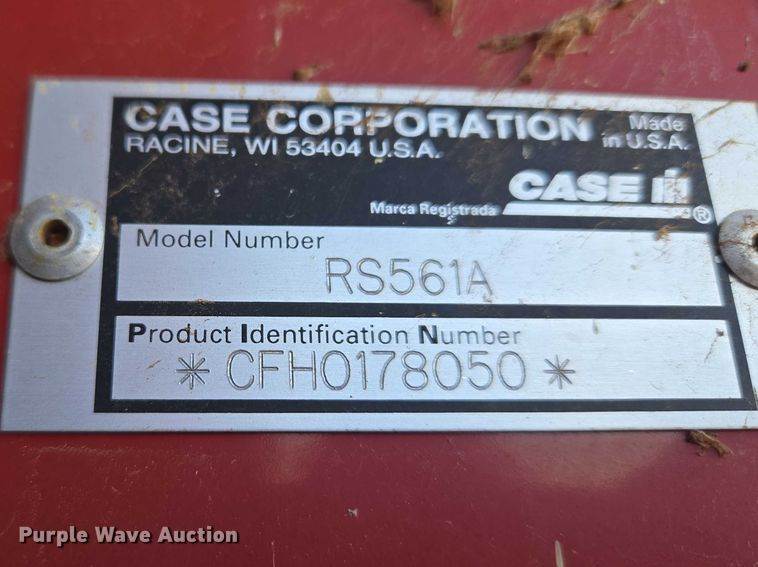 CASE CORPORATION Made
RACINE, WI 53404 U.S.A. in U.S.A.
CASE IH
Marca Registrada ®
Model Number
RS561A
Product Identification Number
* CFH0178050 *
Purple Wave Auction